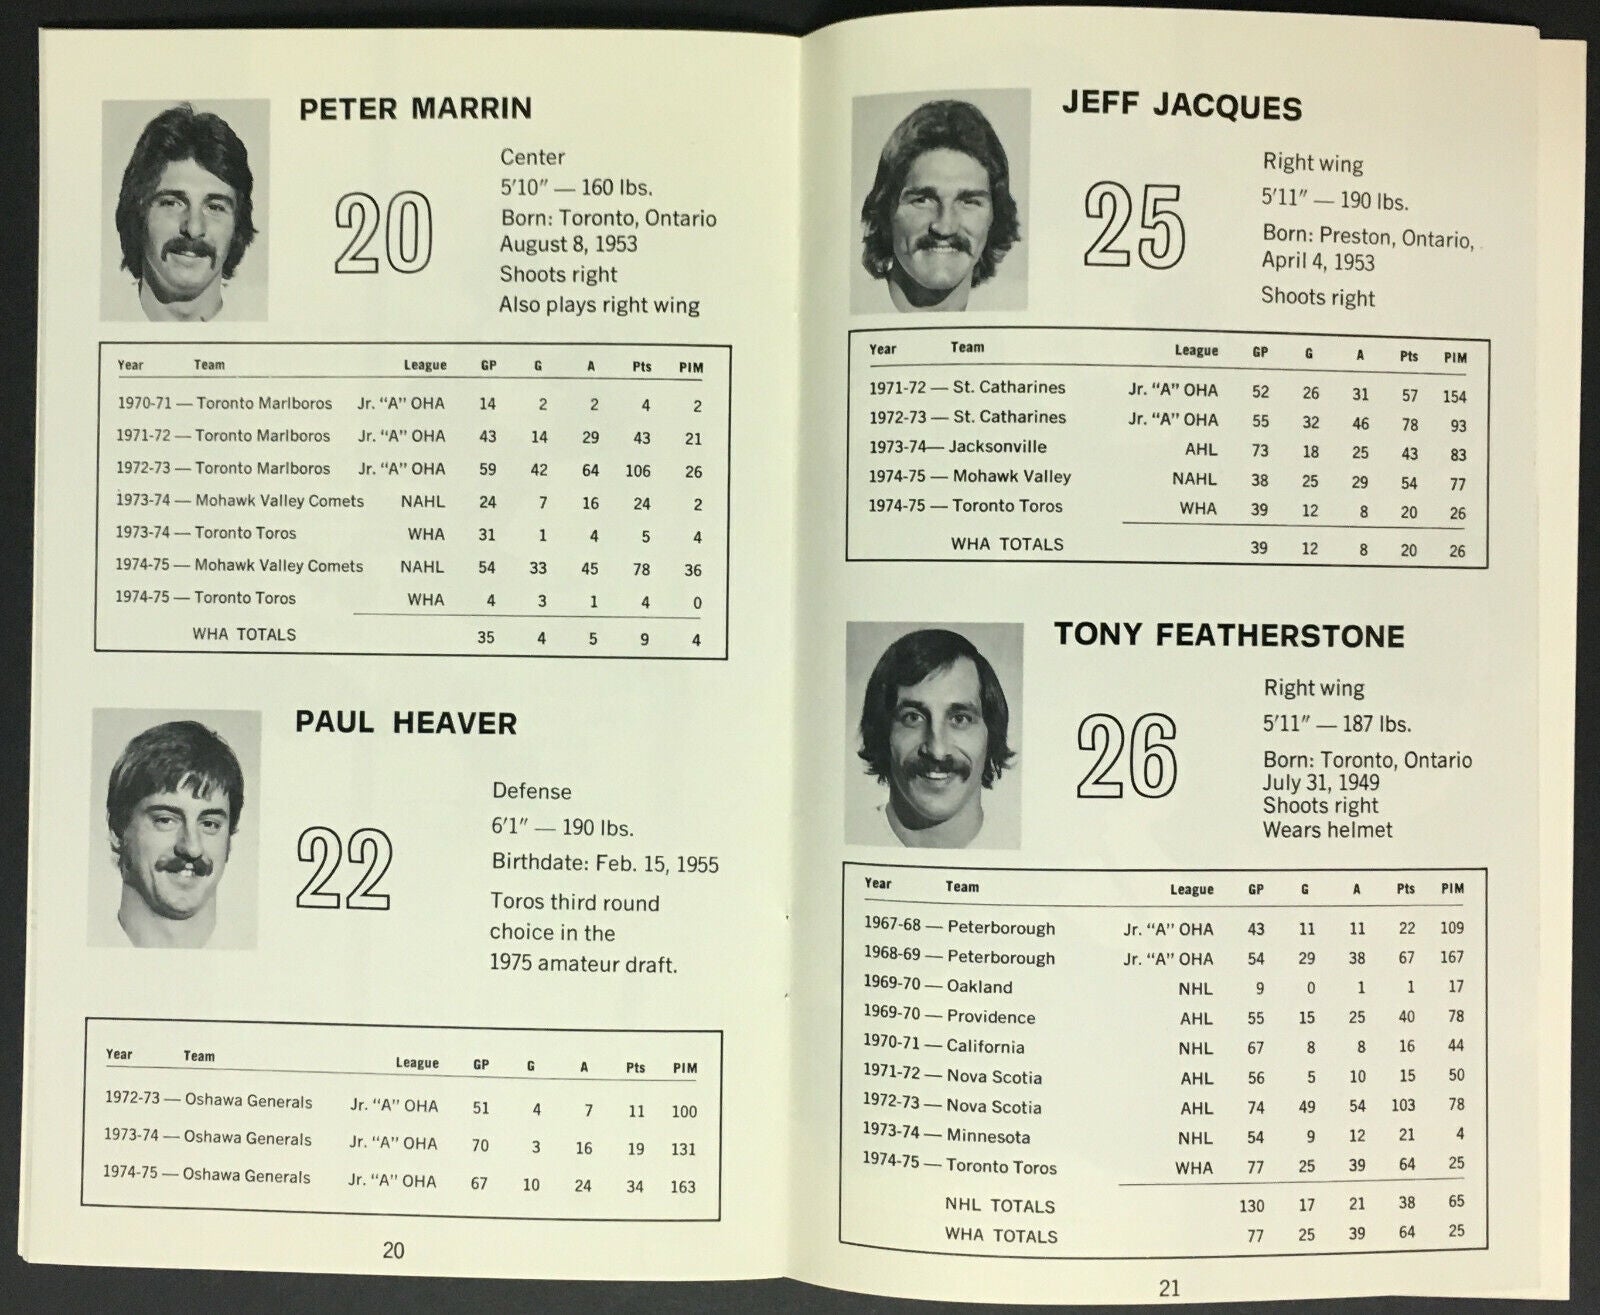 PETER MARRIN
20
Center
5'10" — 160 lbs.
Born: Toronto, Ontario
August 8, 1953
Shoots right
Also plays right wing
Year Team League GP G A Pts PIM
1970-71 — Toronto Marlboros Jr. "A" OHA 14 2 2 4 2
1971-72 — Toronto Marlboros Jr. "A" OHA 43 14 29 43 21
1972-73 — Toronto Marlboros Jr. "A" OHA 59 42 64 106 26
1973-74 — Mohawk Valley Comets NAHL 24 7 16 24 2
1973-74 — Toronto Toros WHA 31 1 4 5 4
1974-75 — Mohawk Valley Comets NAHL 54 33 45 78 36
1974-75 — Toronto Toros WHA 4 3 1 4 0
WHA TOTALS 35 4 5 9 4
PAUL HEAVER
22
Defense
6'1" — 190 lbs.
Birthdate: Feb. 15, 1955
Toros third round
choice in the
1975 amateur draft.
Year Team League GP G A Pts PIM
1972-73 — Oshawa Generals Jr. "A" OHA 51 4 7 11 100
1973-74 — Oshawa Generals Jr. "A" OHA 70 3 16 19 131
1974-75 — Oshawa Generals Jr. "A" OHA 67 10 24 34 163
20
JEFF JACQUES
25
Right wing
5'11" — 190 lbs.
Born: Preston, Ontario,
April 4, 1953
Shoots right
Year Team League GP G A Pts PIM
1971-72 — St. Catharines Jr. "A" OHA 52 26 31 57 154
1972-73 — St. Catharines Jr. "A" OHA 55 32 46 78 93
1973-74— Jacksonville AHL 73 18 25 43 83
1974-75 — Mohawk Valley NAHL 38 25 29 54 77
1974-75 — Toronto Toros WHA 39 12 8 20 26
WHA TOTALS 39 12 8 20 26
TONY FEATHERSTONE
26
Right wing
5'11" — 187 lbs.
Born: Toronto, Ontario
July 31, 1949
Shoots right
Wears helmet
Year Team League GP G A Pts PIM
1967-68 — Peterborough Jr. "A" OHA 43 11 11 22 109
1968-69 — Peterborough Jr. "A" OHA 54 29 38 67 167
1969-70 — Oakland NHL 9 0 1 1 17
1969-70 — Providence AHL 55 15 25 40 78
1970-71 — California NHL 67 8 8 16 44
1971-72 — Nova Scotia AHL 56 5 10 15 50
1972-73 — Nova Scotia AHL 74 49 54 103 78
1973-74 — Minnesota NHL 54 9 12 21 4
1974-75 — Toronto Toros WHA 77 25 39 64 25
NHL TOTALS 130 17 21 38 65
WHA TOTALS 77 25 39 64 25
21